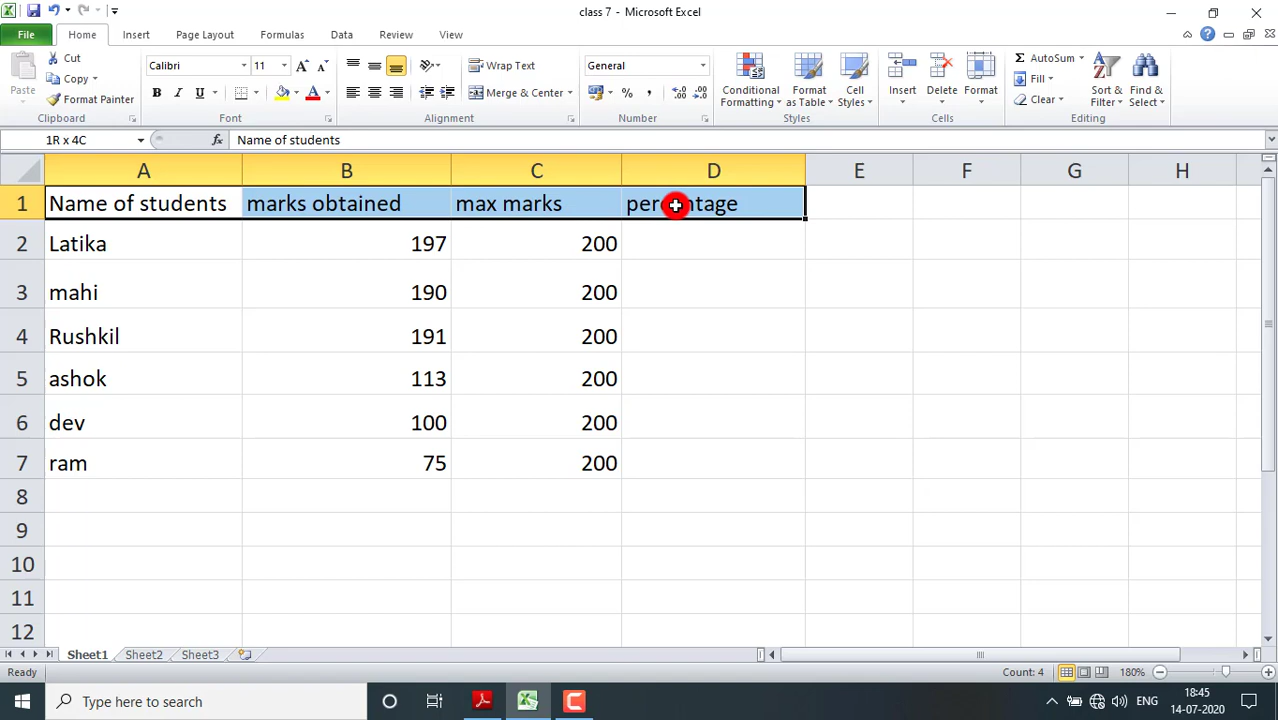 class 7 - Microsoft Excel
File Home Insert Page Layout Formulas Data Review View
Paste
Cut
Copy
Format Painter
Clipboard
Calibri 11
B I U
Font
Wrap Text
Merge & Center
Alignment
General
%
Number
Conditional Formatting
Format as Table
Cell Styles
Styles
Insert Delete Format
Cells
Σ AutoSum
Fill
Clear
Sort & Filter
Find & Select
Editing
1R x 4C fx Name of students
A B C D E F G H
1 Name of students marks obtained max marks
2 Latika 197 200
3 mahi 190 200
4 Rushkil 191 200
5 ashok 113 200
6 dev 100 200
7 ram 75 200
8
9
10
11
12
Sheet1 Sheet2 Sheet3
Ready Count: 4 180%
Type here to search
ENG
18:45
14-07-2020